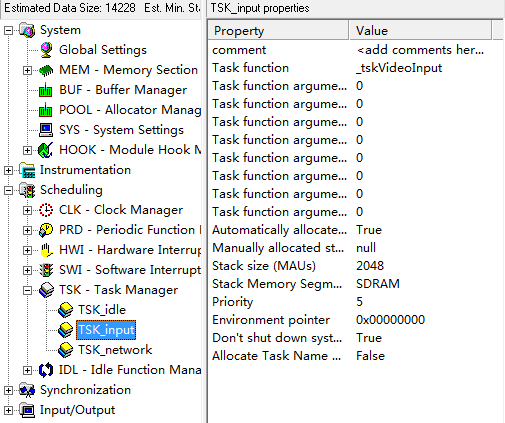 Estimated Data Size: 14228   Est. Min. Sta
System
Global Settings
MEM - Memory Section
BUF - Buffer Manager
POOL - Allocator Manag
SYS - System Settings
HOOK - Module Hook M
Instrumentation
Scheduling
CLK - Clock Manager
PRD - Periodic Function
HWI - Hardware Interrup
SWI - Software Interrupt
TSK - Task Manager
TSK_idle
TSK_input
TSK_network
IDL - Idle Function Mana
Synchronization
Input/Output
TSK_input properties
Property   Value
comment   <add comments her...
Task function   _tskVideoInput
Task function argume...   0
Task function argume...   0
Task function argume...   0
Task function argume...   0
Task function argume...   0
Task function argume...   0
Task function argume...   0
Task function argume...   0
Automatically allocate...   True
Manually allocated st...   null
Stack size (MAUs)   2048
Stack Memory Segm...   SDRAM
Priority   5
Environment pointer   0x00000000
Don't shut down syst...   True
Allocate Task Name ...   False